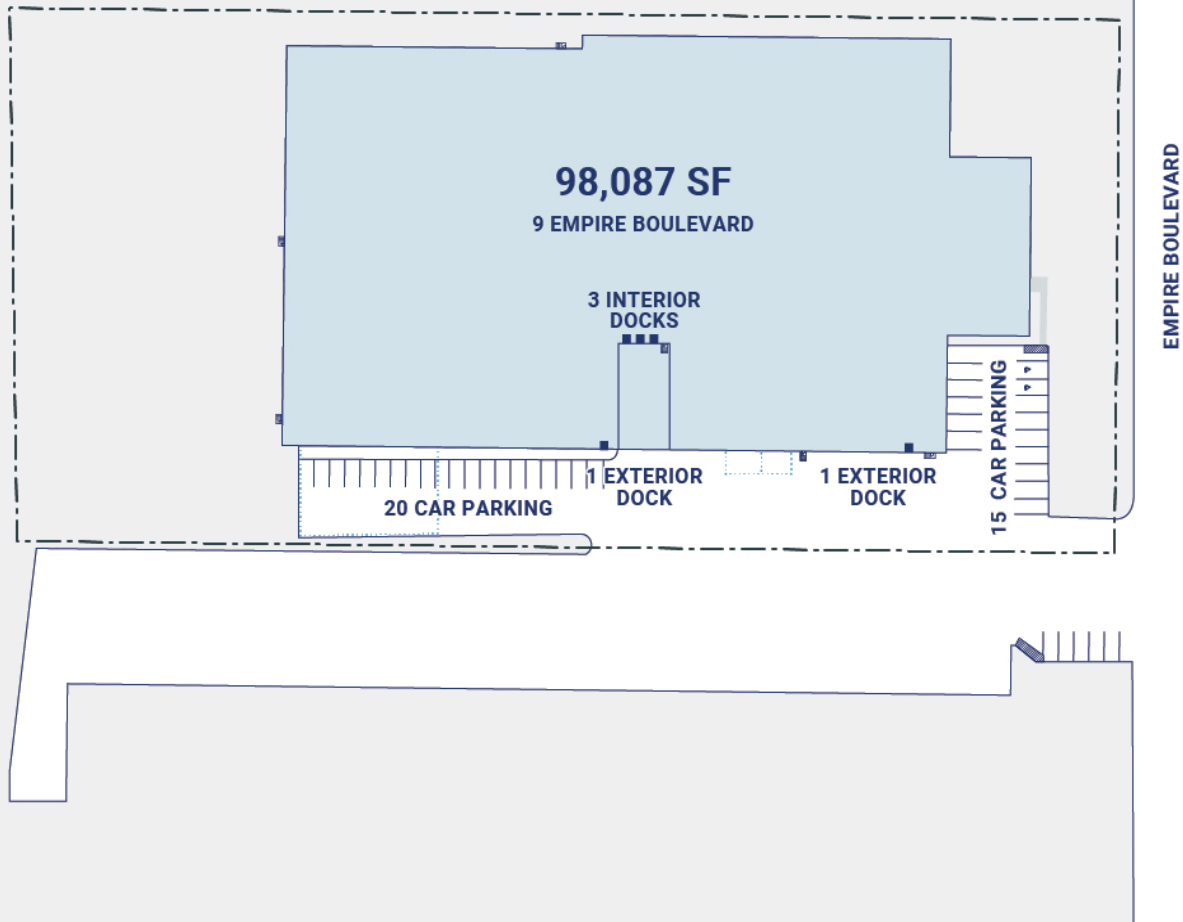 98,087 SF
9 EMPIRE BOULEVARD
3 INTERIOR
DOCKS
1 EXTERIOR
DOCK
1 EXTERIOR
DOCK
20 CAR PARKING
15 CAR PARKING
EMPIRE BOULEVARD